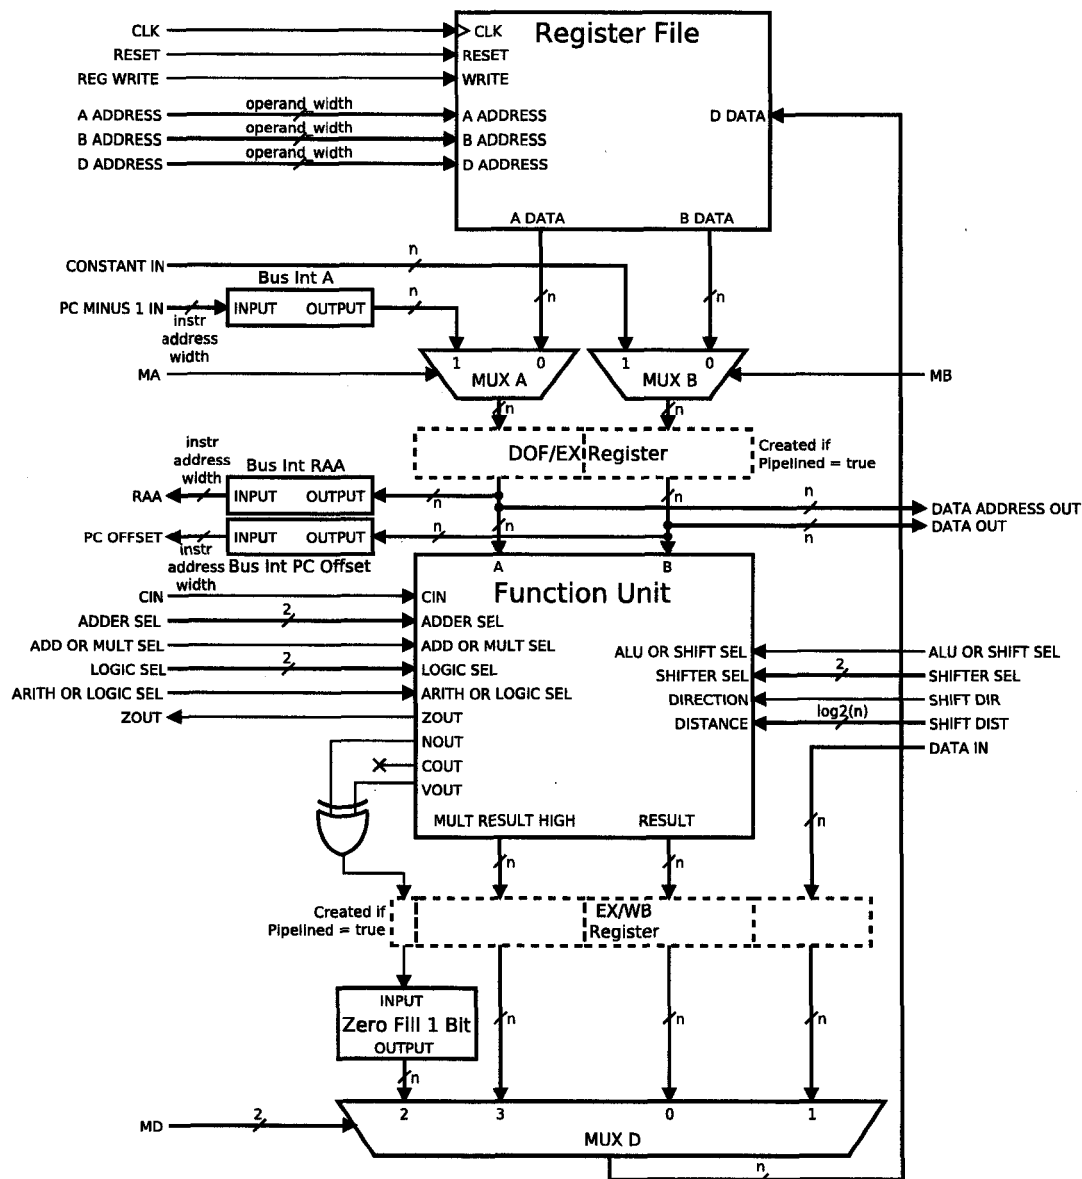 Register File
CLK
CLK
RESET
RESET
REG WRITE
WRITE
A ADDRESS
operand_width
A ADDRESS
D DATA
B ADDRESS
operand_width
B ADDRESS
D ADDRESS
operand_width
D ADDRESS
A DATA
B DATA
n
CONSTANT IN
Bus Int A
n
PC MINUS 1 IN
INPUT
OUTPUT
n
n
instr
address
width
1
0
1
0
MA
MUX A
MUX B
MB
n
n
DOF/EX Register
Created if
Pipelined = true
instr
address
width
Bus Int RAA
RAA
INPUT
OUTPUT
n
n
n
DATA ADDRESS OUT
PC OFFSET
INPUT
OUTPUT
n
n
n
DATA OUT
instr
address
width
Bus Int PC Offset
A
B
Function Unit
CIN
CIN
ADDER SEL
2
ADDER SEL
ADD OR MULT SEL
ADD OR MULT SEL
ALU OR SHIFT SEL
ALU OR SHIFT SEL
LOGIC SEL
2
LOGIC SEL
SHIFTER SEL
2
SHIFTER SEL
ARITH OR LOGIC SEL
ARITH OR LOGIC SEL
DIRECTION
SHIFT DIR
ZOUT
ZOUT
DISTANCE
log2(n)
SHIFT DIST
NOUT
DATA IN
COUT
VOUT
MULT RESULT HIGH
RESULT
n
n
n
Created if
Pipelined = true
EX/WB
Register
INPUT
Zero Fill 1 Bit
OUTPUT
n
n
n
n
2
3
0
1
MD
2
MUX D
n